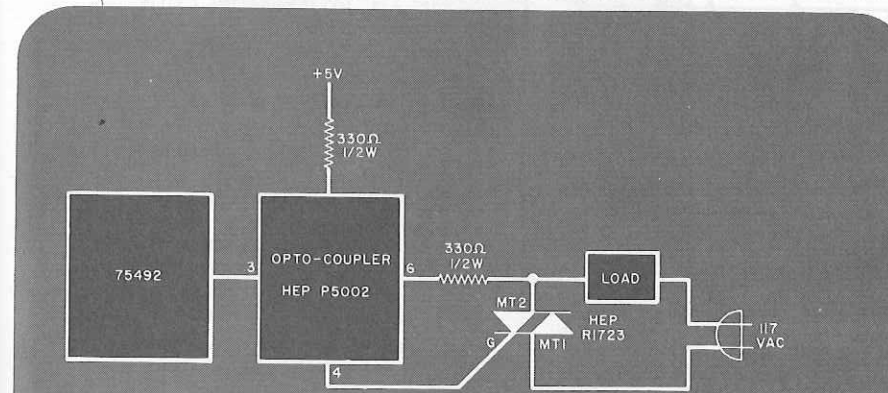 +5V
330Ω
1/2W
75492
3
OPTO-COUPLER
HEP P5002
6
4
330Ω
1/2W
MT2
G
MT1
HEP
R1723
LOAD
117
VAC